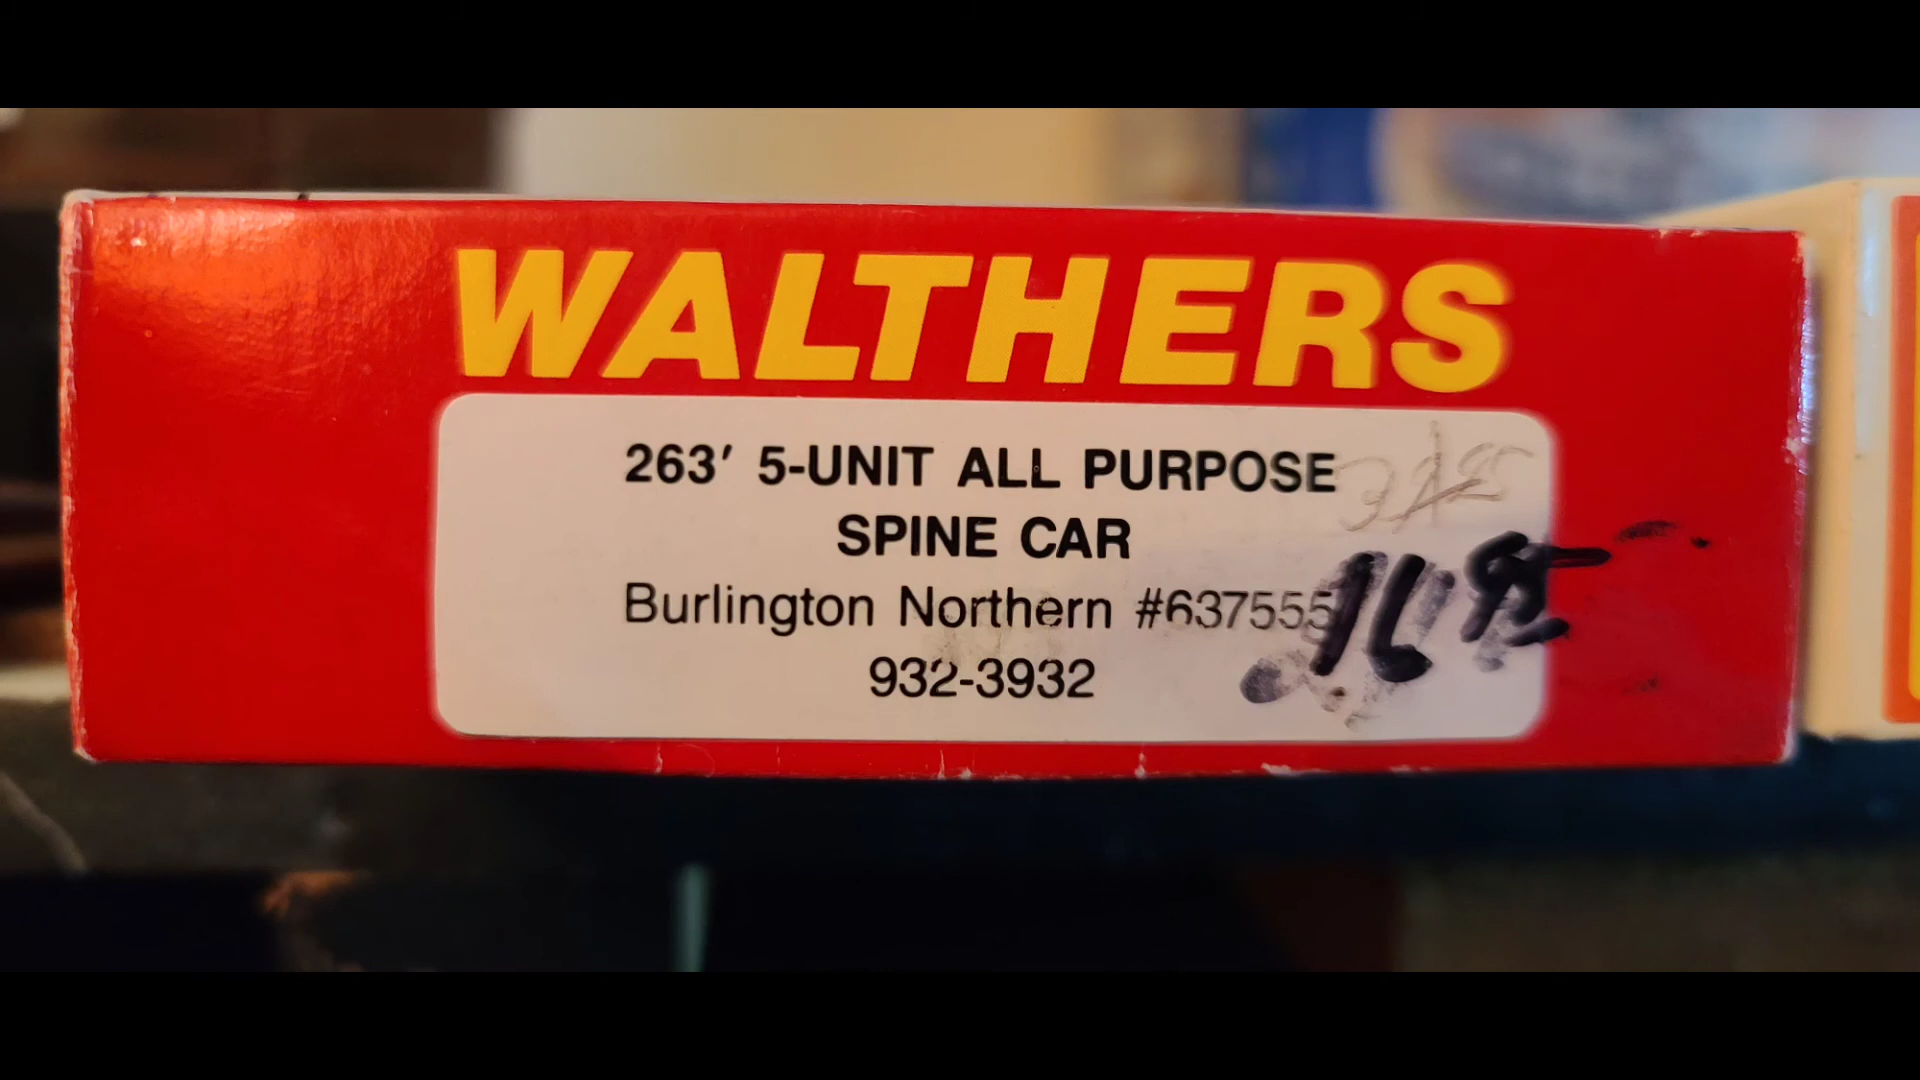 WALTHERS
263' 5-UNIT ALL PURPOSE
SPINE CAR
Burlington Northern #637555
932-3932